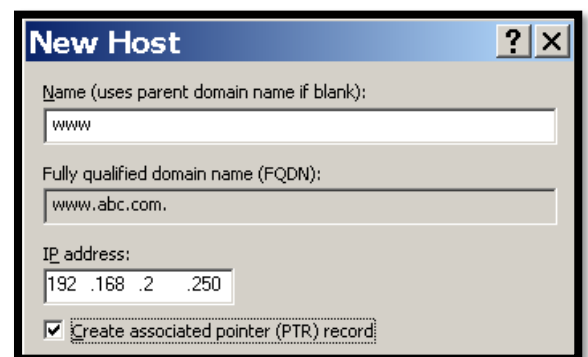 New Host
Name (uses parent domain name if blank):
www
Fully qualified domain name (FQDN):
www.abc.com.
IP address:
192 .168 .2 .250
Create associated pointer (PTR) record